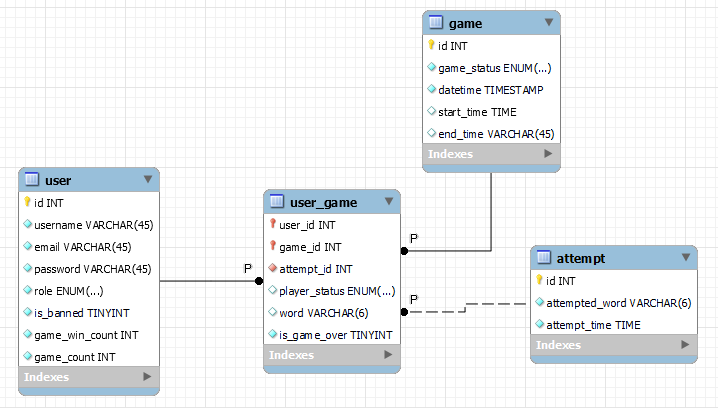 game
id INT
game_status ENUM(...)
datetime TIMESTAMP
start_time TIME
end_time VARCHAR(45)
Indexes
user
id INT
username VARCHAR(45)
email VARCHAR(45)
password VARCHAR(45)
role ENUM(...)
is_banned TINYINT
game_win_count INT
game_count INT
Indexes
user_game
user_id INT
game_id INT
attempt_id INT
player_status ENUM(...)
word VARCHAR(6)
is_game_over TINYINT
Indexes
attempt
id INT
attempted_word VARCHAR(6)
attempt_time TIME
Indexes
P
P
P